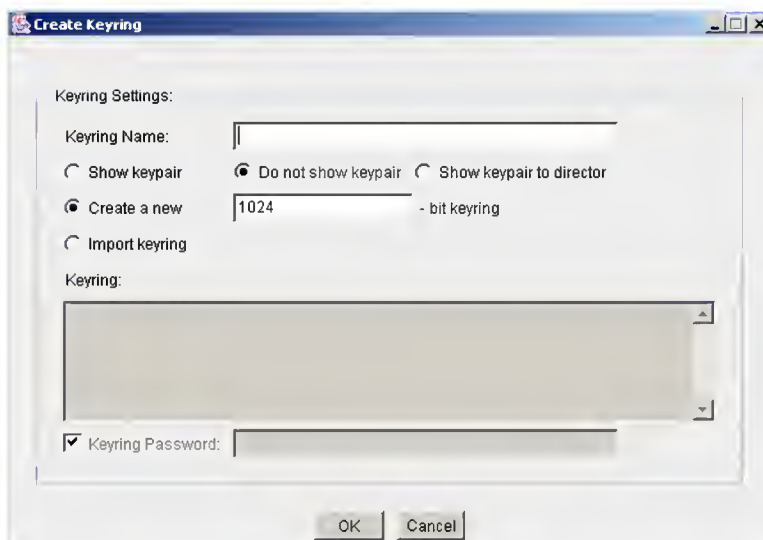 Create Keyring
Keyring Settings:
Keyring Name:
Show keypair Do not show keypair Show keypair to director
Create a new 1024 - bit keyring
Import keyring
Keyring:
Keyring Password:
OK Cancel